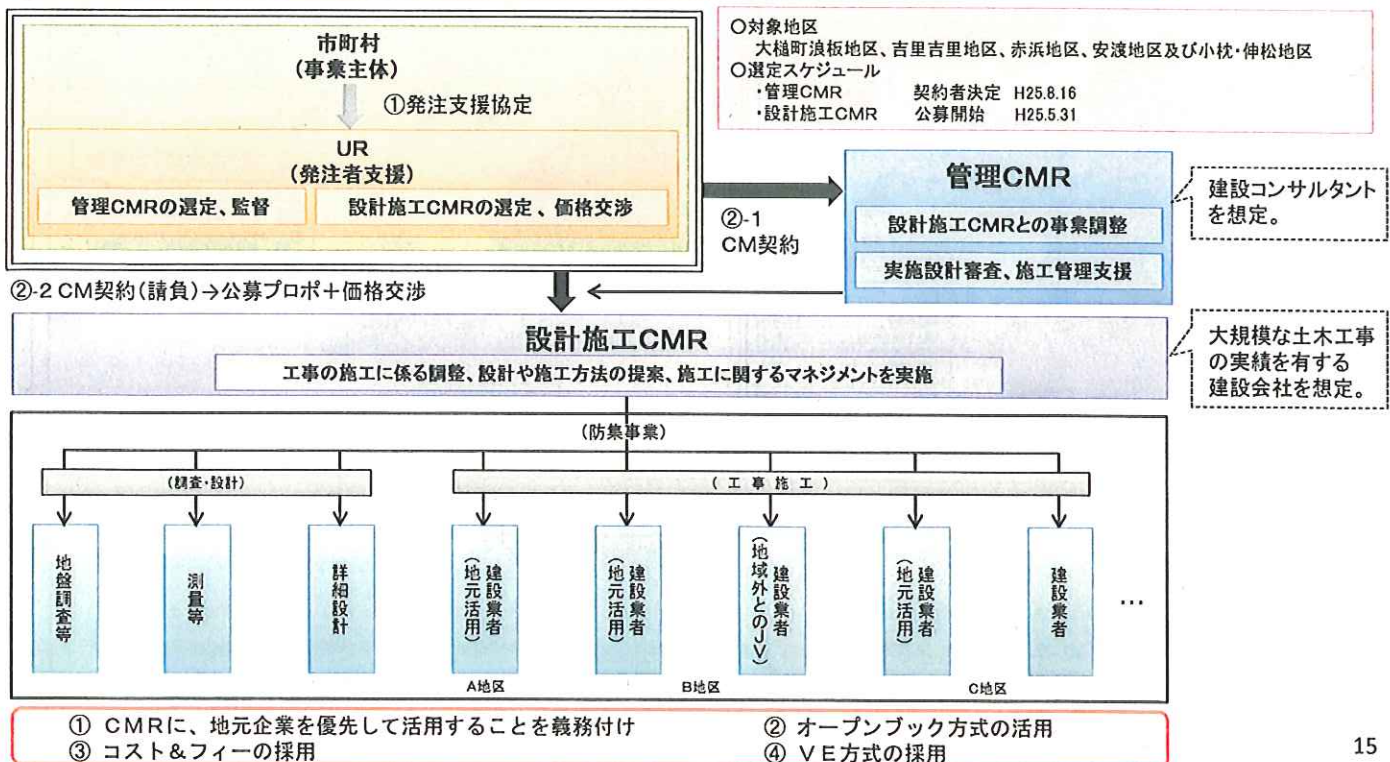 市町村
(事業主体)
①発注支援協定
UR
(発注者支援)
管理CMRの選定、監督
設計施工CMRの選定、価格交渉
○対象地区
大槌町浪板地区、吉里吉里地区、赤浜地区、安渡地区及び小枕・伸松地区
○選定スケジュール
・管理CMR 契約者決定 H25.8.16
・設計施工CMR 公募開始 H25.5.31
②-1
CM契約
管理CMR
設計施工CMRとの事業調整
実施設計審査、施工管理支援
建設コンサルタント
を想定。
②-2 CM契約(請負)→公募プロポ+価格交渉
設計施工CMR
工事の施工に係る調整、設計や施工方法の提案、施工に関するマネジメントを実施
大規模な土木工事
の実績を有する
建設会社を想定。
(防集事業)
(調査・設計)
(工事施工)
地盤調査等
測量等
詳細設計
建設業者
(地元活用)
建設業者
(地元活用)
建設業者
(地域外とのJV)
建設業者
(地元活用)
建設業者
…
A地区
B地区
C地区
① CMRに、地元企業を優先して活用することを義務付け
② オープンブック方式の活用
③ コスト&フィーの採用
④ VE方式の採用
15